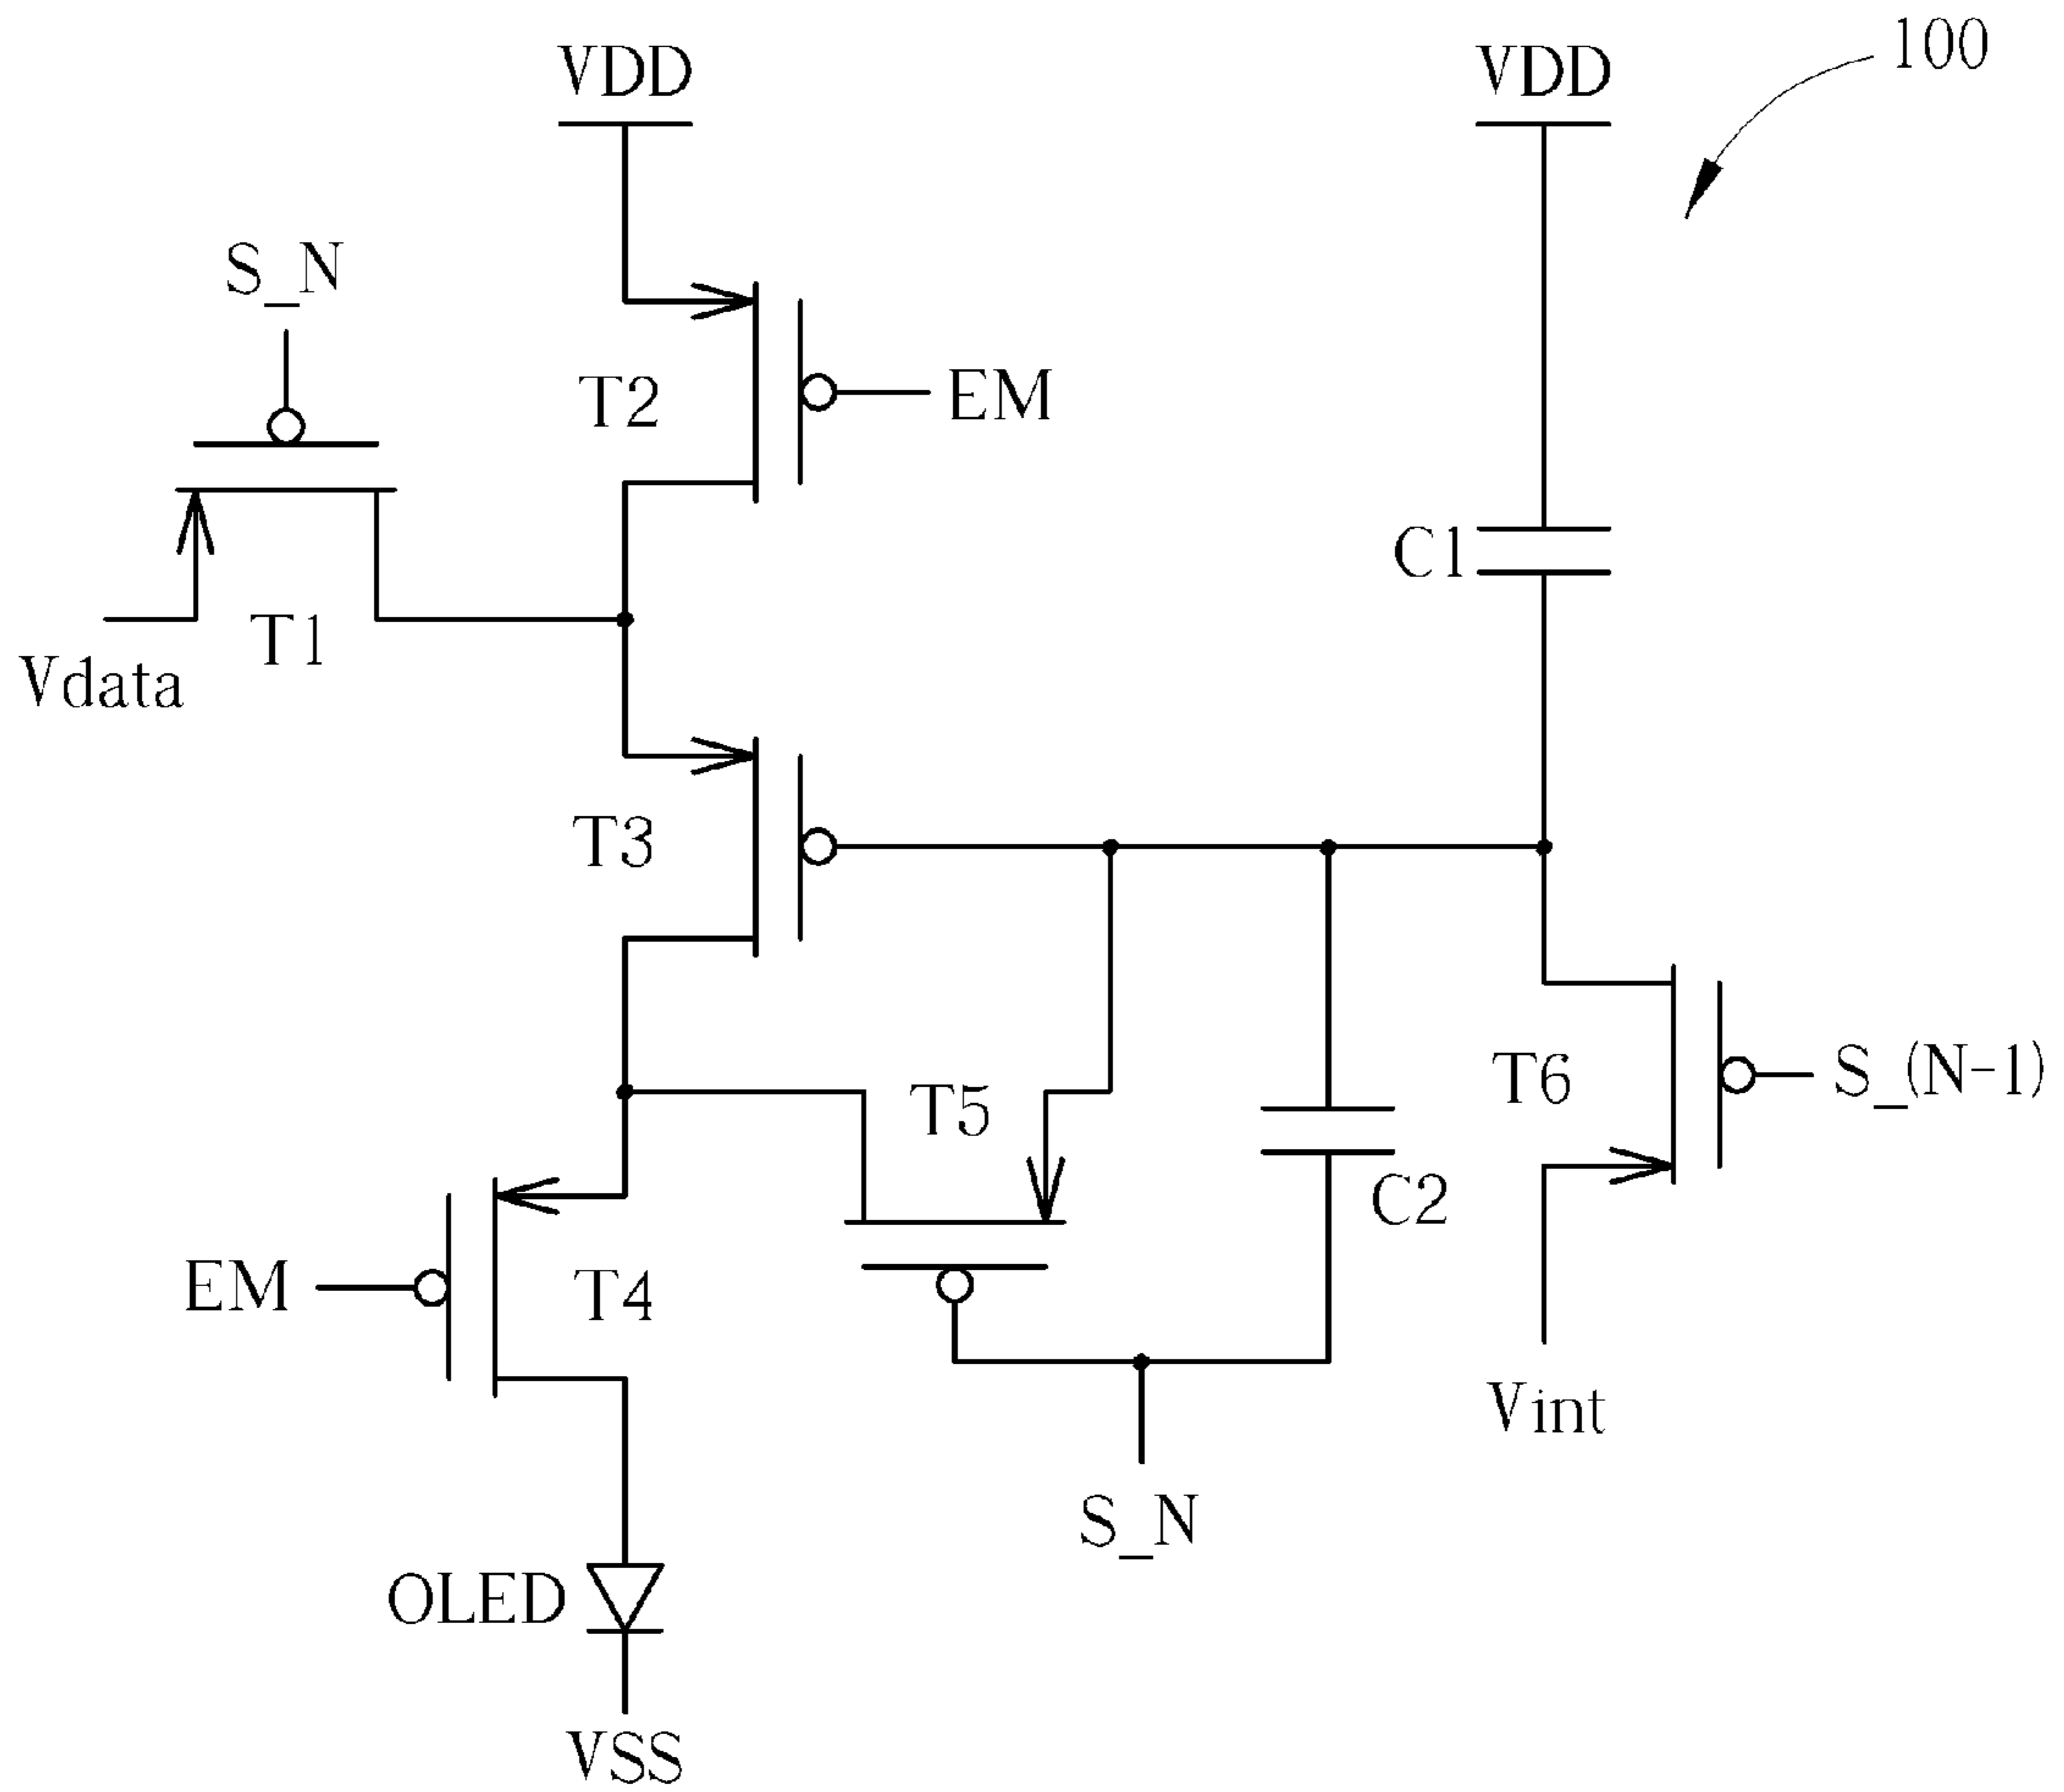 VDD
VDD
100
S_N
T2
EM
C1
T1
Vdata
T3
T5
T6
S_(N-1)
C2
EM
T4
Vint
S_N
OLED
VSS